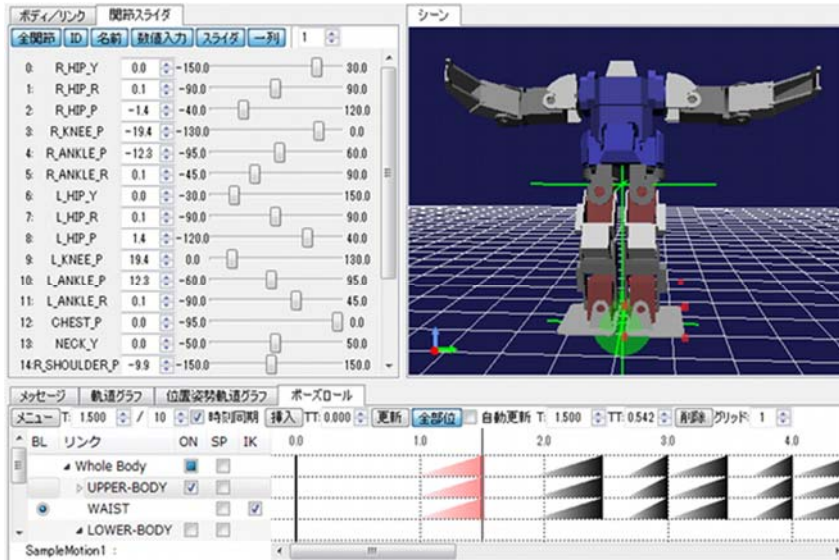 ボディ／リンク 関節スライダ
全関節 ID 名前 数値入力 スライダ 一列 1
0: R_HIP_Y 0.0 -150.0 30.0
1: R_HIP_R 0.1 -90.0 90.0
2: R_HIP_P -1.4 -40.0 120.0
3: R_KNEE_P -19.4 -130.0 0.0
4: R_ANKLE_P -12.3 -95.0 60.0
5: R_ANKLE_R 0.1 -45.0 90.0
6: L_HIP_Y 0.0 -30.0 150.0
7: L_HIP_R 0.1 -90.0 90.0
8: L_HIP_P 1.4 -120.0 40.0
9: L_KNEE_P 19.4 0.0 130.0
10: L_ANKLE_P 12.3 -60.0 95.0
11: L_ANKLE_R 0.1 -90.0 45.0
12: CHEST_P 0.0 -95.0 0.0
13: NECK_Y 0.0 -50.0 50.0
14:R_SHOULDER_P -9.9 -150.0 150.0
シーン
メッセージ 軌道グラフ 位置姿勢軌道グラフ ポーズロール
メニュー T: 1.500 / 10 時刻同期 挿入 TT: 0.000 更新 全部位 自動更新 T: 1.500 TT: 0.542 削除 グリッド: 1
BL リンク ON SP IK 0.0 1.0 2.0 3.0 4.0
Whole Body
UPPER-BODY
WAIST
LOWER-BODY
SampleMotion1 :